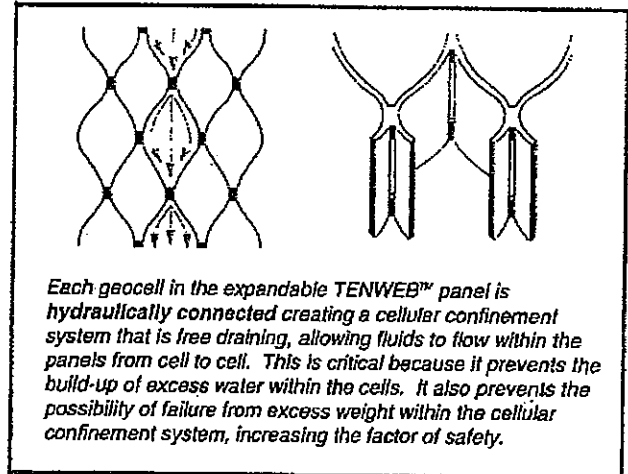 Each geocell in the expandable TENWEB™ panel is
hydraulically connected creating a cellular confinement
system that is free draining, allowing fluids to flow within the
panels from cell to cell. This is critical because it prevents the
build-up of excess water within the cells. It also prevents the
possibility of failure from excess weight within the cellular
confinement system, increasing the factor of safety.